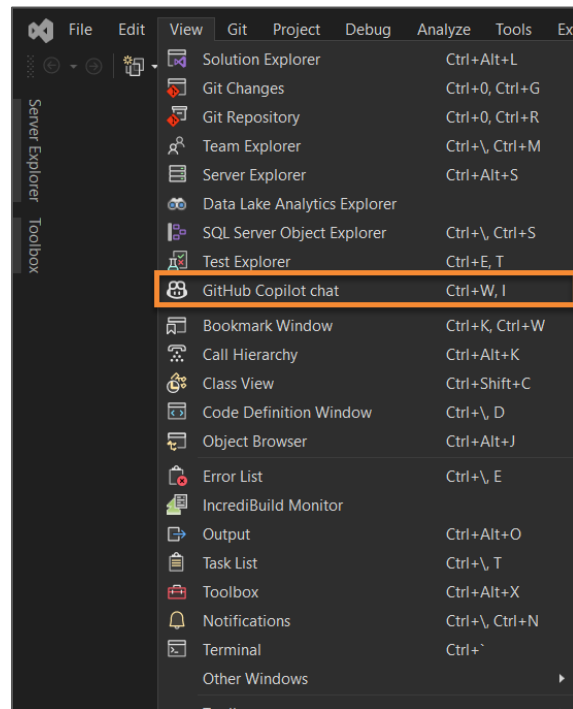 File Edit View Git Project Debug Analyze Tools Ex
Server Explorer
Toolbox
Solution Explorer Ctrl+Alt+L
Git Changes Ctrl+0, Ctrl+G
Git Repository Ctrl+0, Ctrl+R
Team Explorer Ctrl+\, Ctrl+M
Server Explorer Ctrl+Alt+S
Data Lake Analytics Explorer
SQL Server Object Explorer Ctrl+\, Ctrl+S
Test Explorer Ctrl+E, T
GitHub Copilot chat Ctrl+W, I
Bookmark Window Ctrl+K, Ctrl+W
Call Hierarchy Ctrl+Alt+K
Class View Ctrl+Shift+C
Code Definition Window Ctrl+\, D
Object Browser Ctrl+Alt+J
Error List Ctrl+\, E
IncrediBuild Monitor
Output Ctrl+Alt+O
Task List Ctrl+\, T
Toolbox Ctrl+Alt+X
Notifications Ctrl+\, Ctrl+N
Terminal Ctrl+`
Other Windows